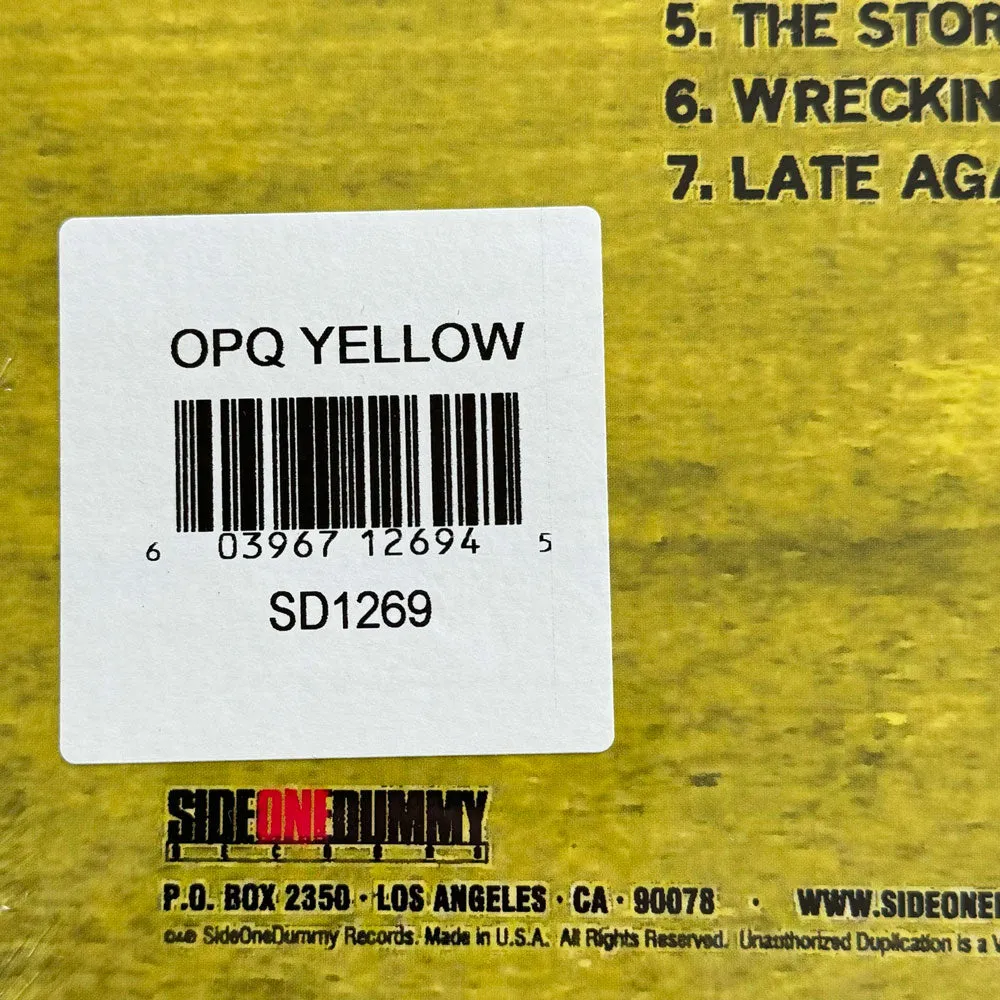 5. THE STOR
6. WRECKIN
7. LATE AGA
OPQ YELLOW
6 03967 12694 5
SD1269
SIDEONEDUMMY
RECORDS
P.O. BOX 2350 · LOS ANGELES · CA · 90078 · WWW.SIDEONE
SideOneDummy Records. Made in U.S.A. All Rights Reserved. Unauthorized Duplication is a V